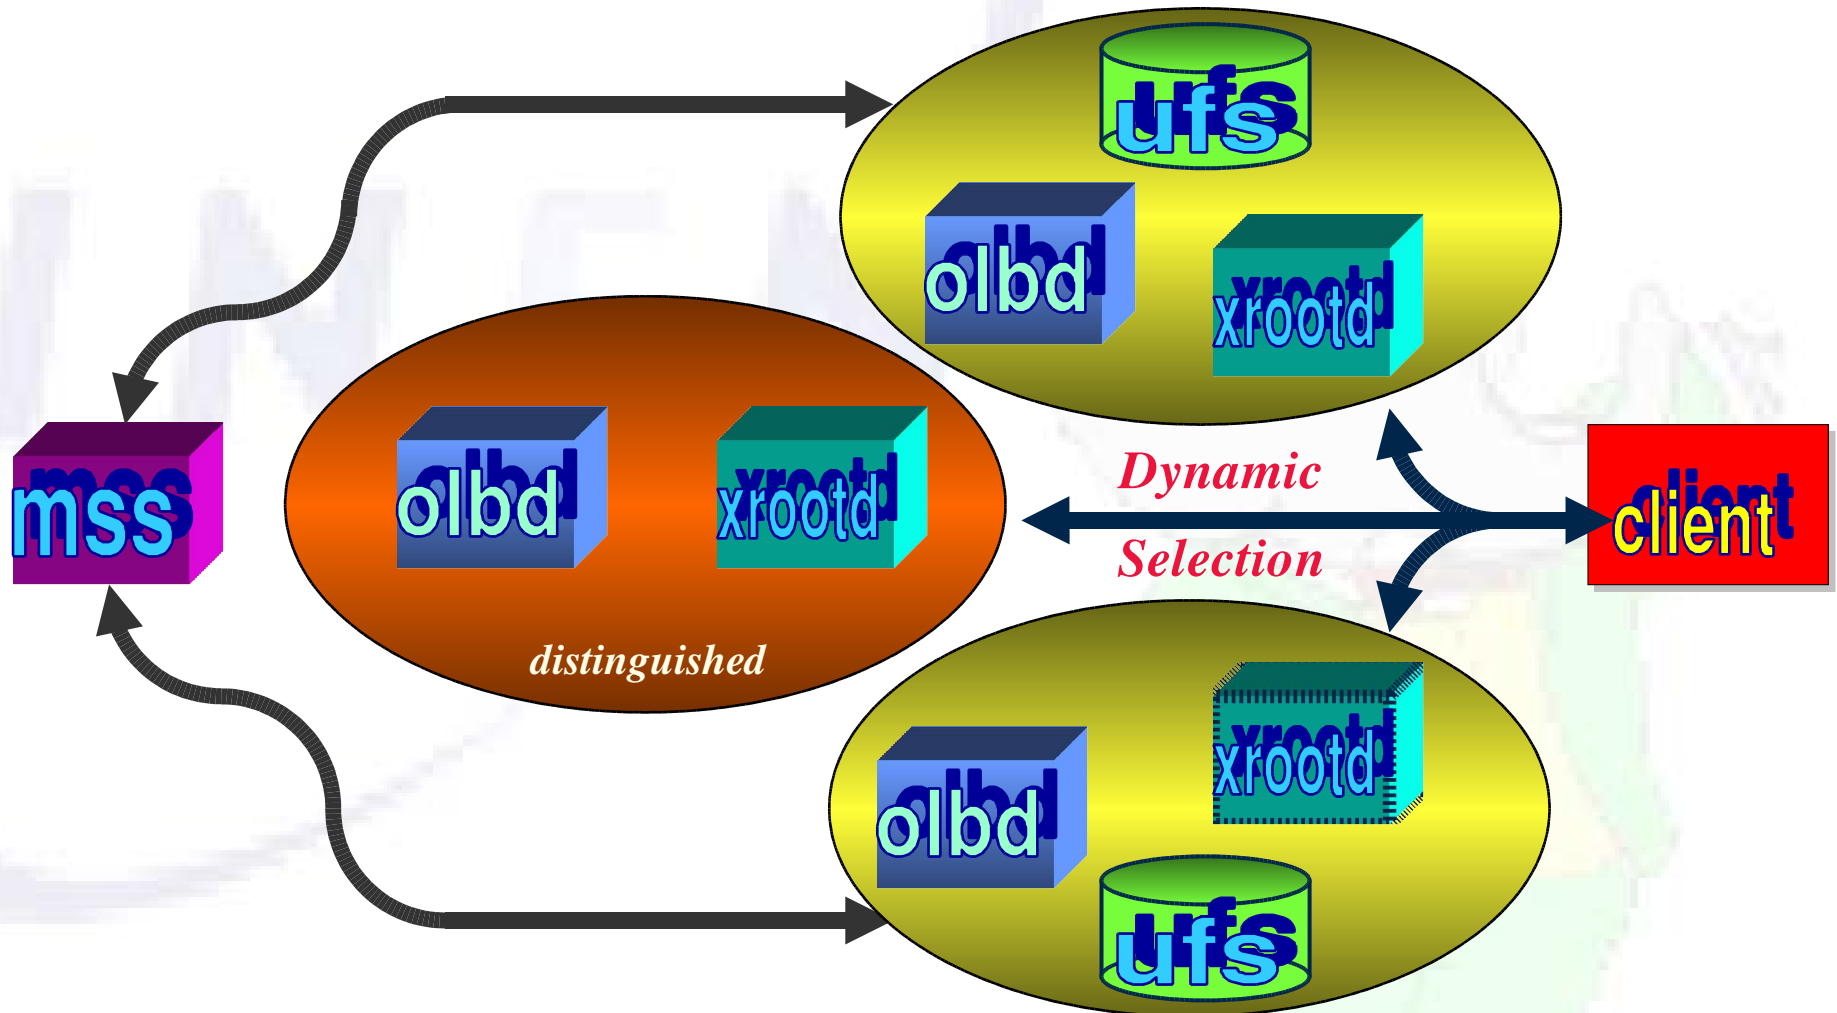 ufs
olbd
xrootd
mss
olbd
xrootd
distinguished
Dynamic
Selection
client
olbd
xrootd
ufs